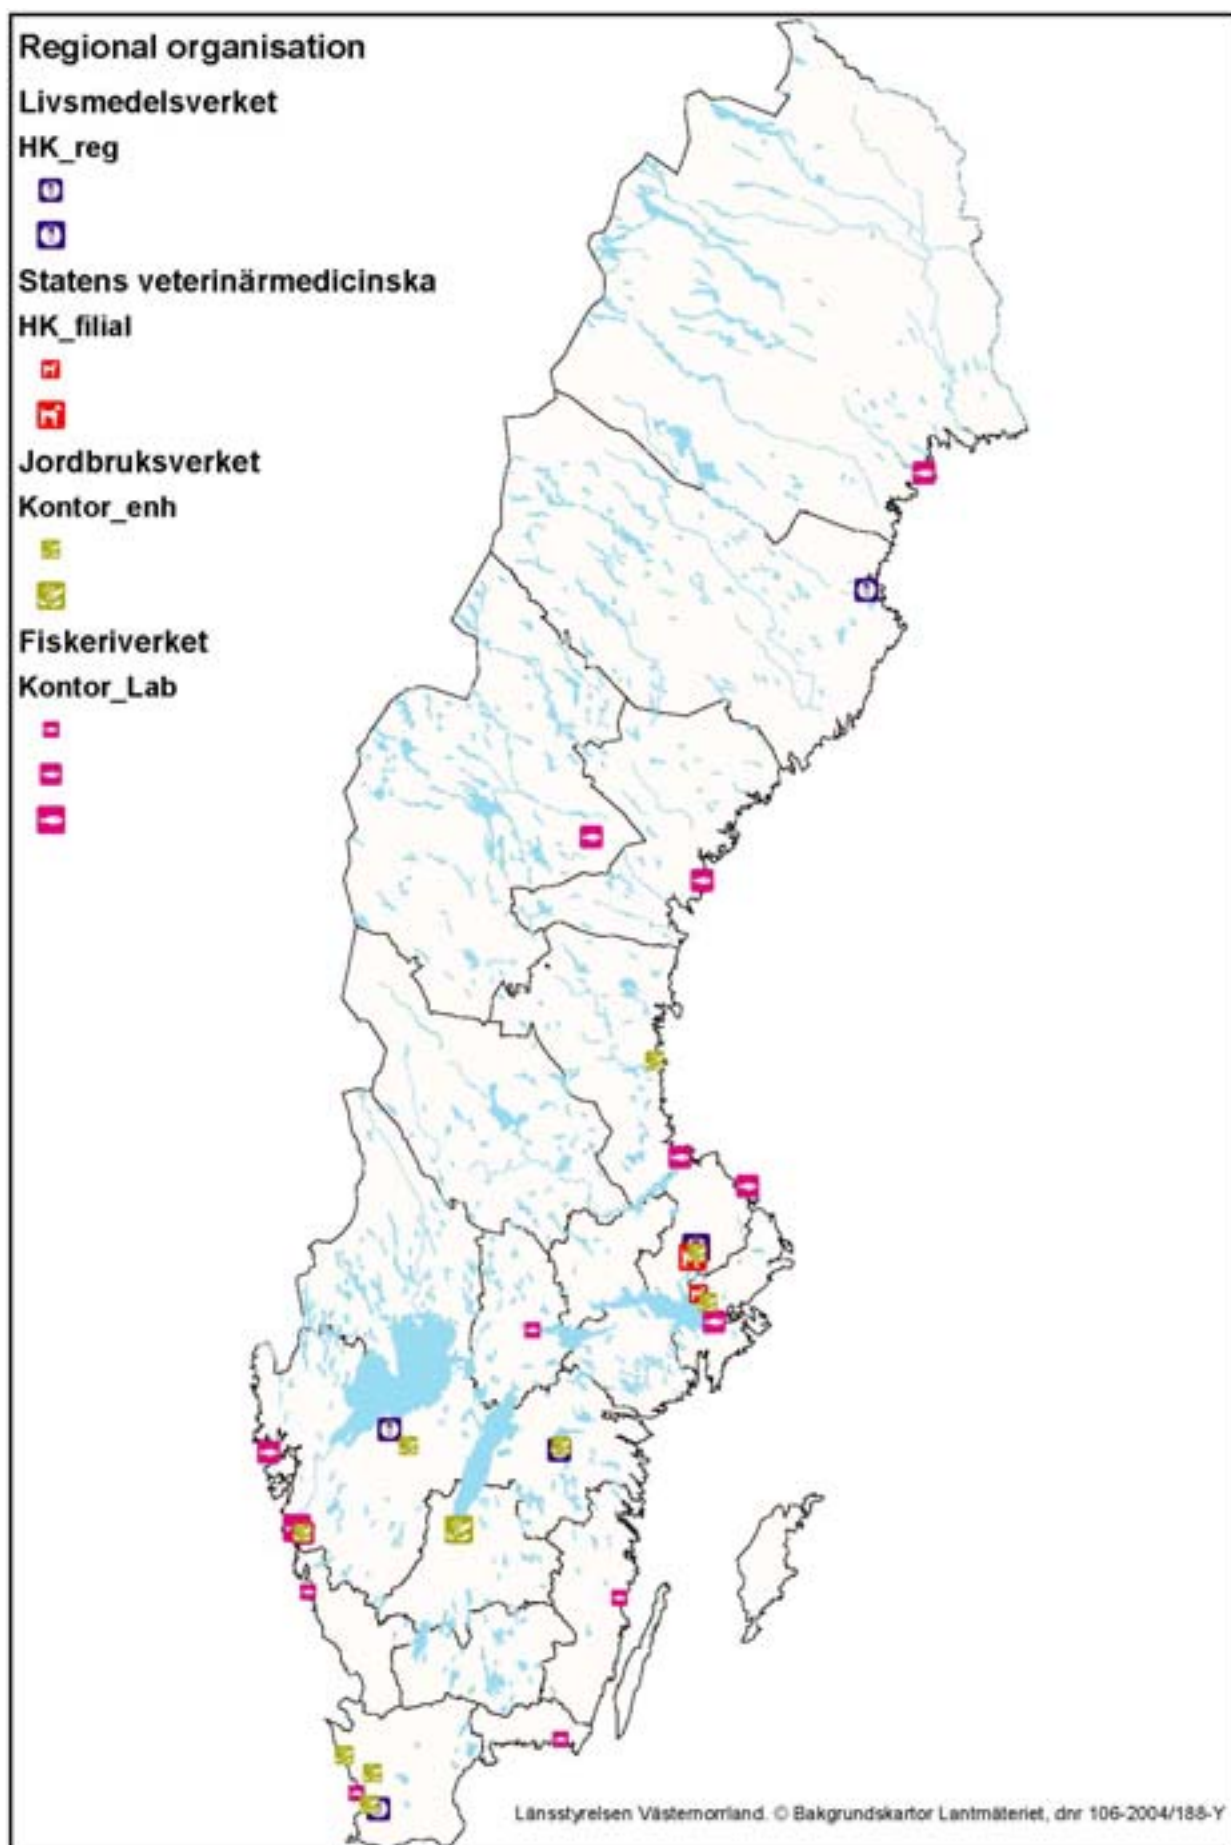 Regional organisation
Livsmedelsverket
HK_reg
Statens veterinärmedicinska
HK_filial
Jordbruksverket
Kontor_enh
Fiskeriverket
Kontor_Lab
Länsstyrelsen Västernorrland. © Bakgrundskartor Lantmäteriet, dnr 106-2004/188-Y